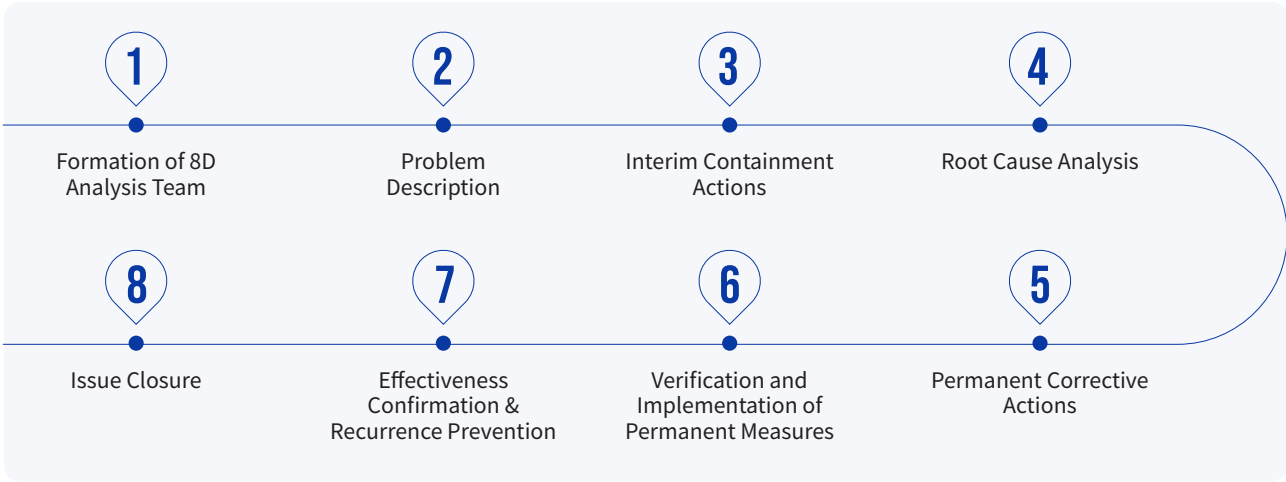 1
Formation of 8D
Analysis Team
2
Problem
Description
3
Interim Containment
Actions
4
Root Cause Analysis
5
Permanent Corrective
Actions
6
Verification and
Implementation of
Permanent Measures
7
Effectiveness
Confirmation &
Recurrence Prevention
8
Issue Closure